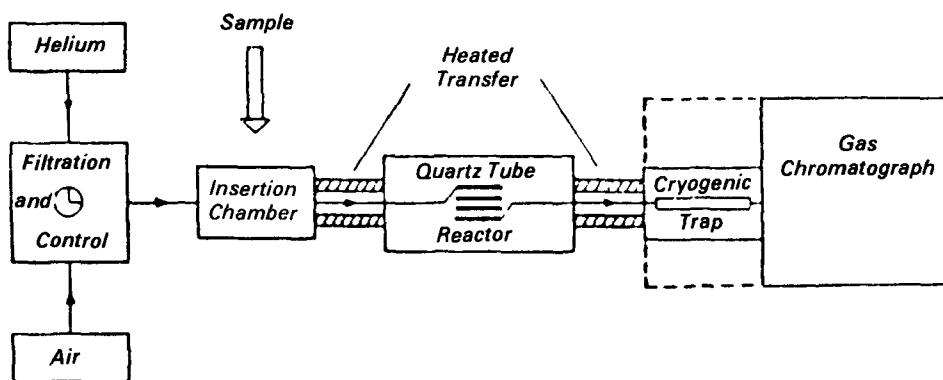 Sample
Helium
Heated
Transfer
Filtration
and
Control
Insertion
Chamber
Quartz Tube
Reactor
Cryogenic
Trap
Gas
Chromatograph
Air